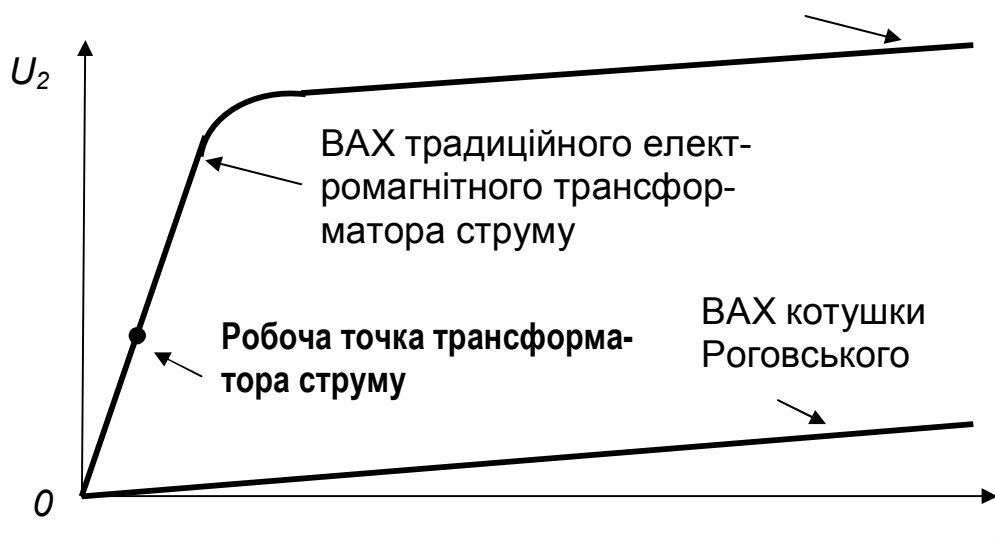 U2
ВАХ традиційного елект-
ромагнітного трансфор-
матора струму
Робоча точка трансформа-
тора струму
ВАХ котушки
Роговського
0